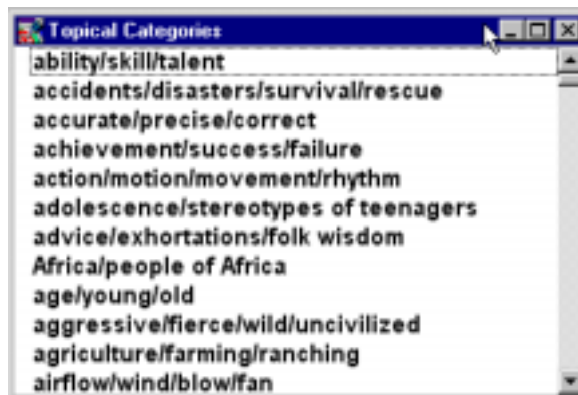 Topical Categories
ability/skill/talent
accidents/disasters/survival/rescue
accurate/precise/correct
achievement/success/failure
action/motion/movement/rhythm
adolescence/stereotypes of teenagers
advice/exhortations/folk wisdom
Africa/people of Africa
age/young/old
aggressive/fierce/wild/uncivilized
agriculture/farming/ranching
airflow/wind/blow/fan